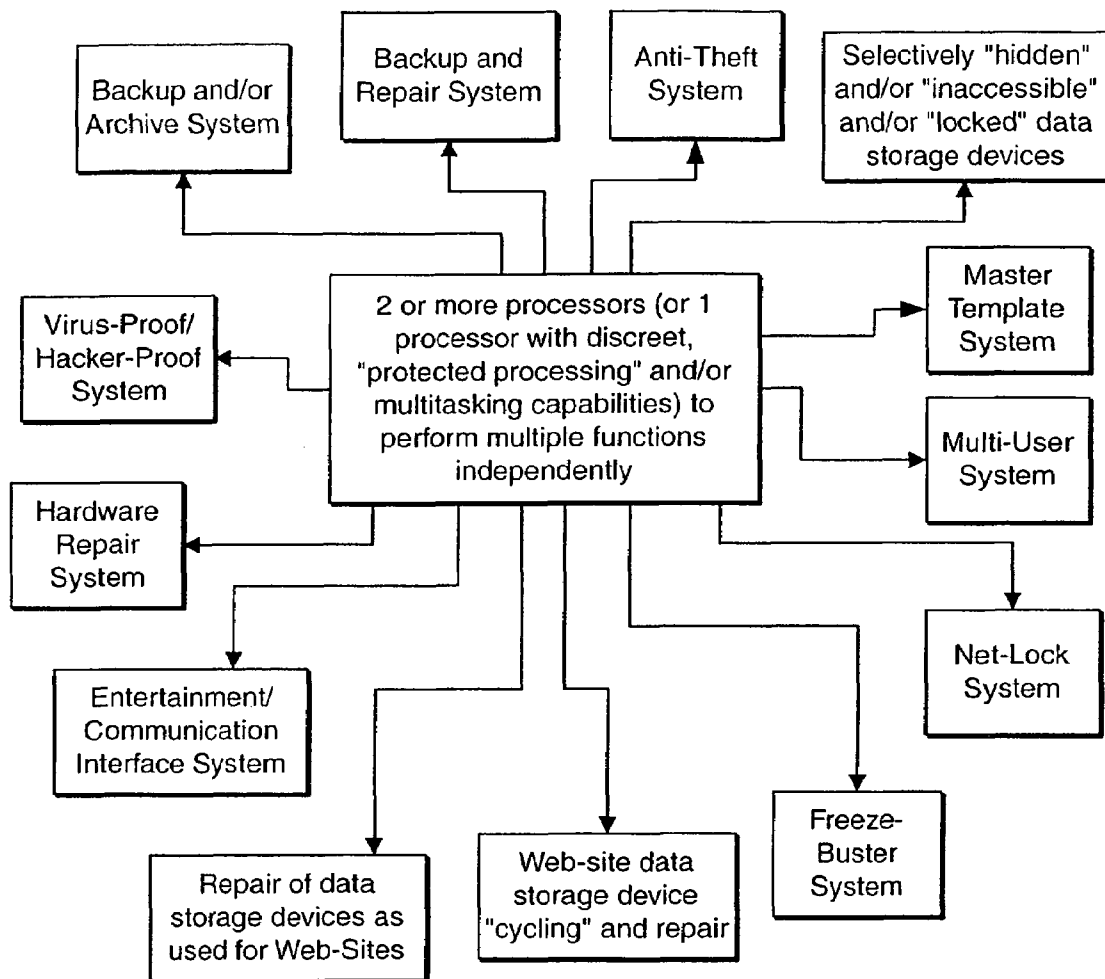 Backup and/or
Archive System
Backup and
Repair System
Anti-Theft
System
Selectively "hidden"
and/or "inaccessible"
and/or "locked" data
storage devices
2 or more processors (or 1
processor with discreet,
"protected processing" and/or
multitasking capabilities) to
perform multiple functions
independently
Master
Template
System
Virus-Proof/
Hacker-Proof
System
Multi-User
System
Hardware
Repair
System
Net-Lock
System
Entertainment/
Communication
Interface System
Freeze-
Buster
System
Repair of data
storage devices as
used for Web-Sites
Web-site data
storage device
"cycling" and repair